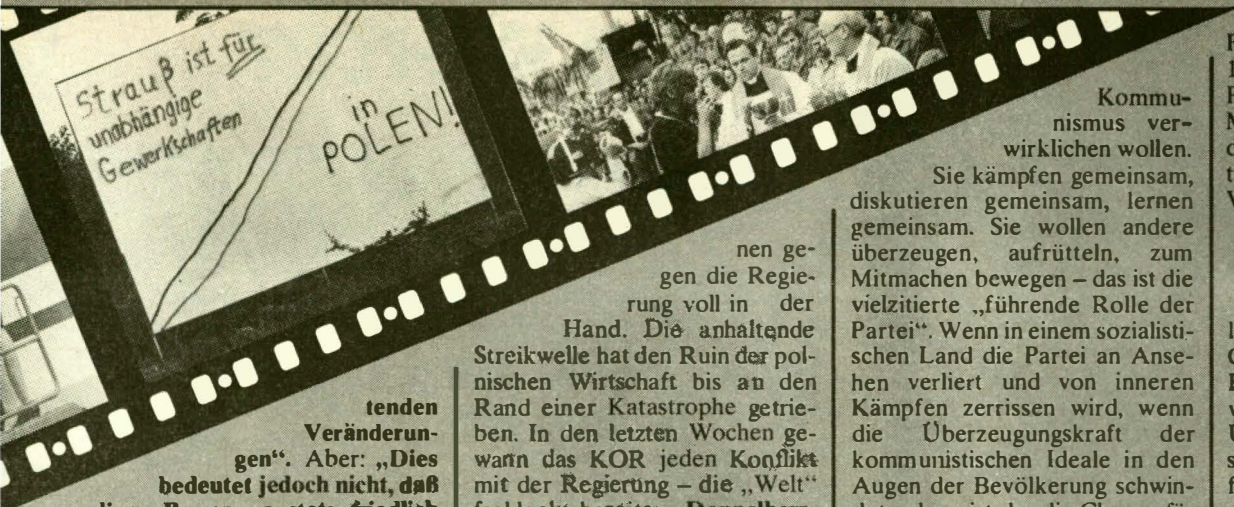 Strauß ist für
unabhängige
Gewerkschaften
in
POLEN!
tenden
Veränderun-
gen“. Aber: „Dies
bedeutet jedoch nicht, daß
nen ge-
gen die Regie-
rung voll in der
Hand. Die anhaltende
Streikwelle hat den Ruin der pol-
nischen Wirtschaft bis an den
Rand einer Katastrophe getrie-
ben. In den letzten Wochen ge-
wann das KOR jeden Konflikt
mit der Regierung – die „Welt“
Kommu-
nismus ver-
wirklichen wollen.
Sie kämpfen gemeinsam,
diskutieren gemeinsam, lernen
gemeinsam. Sie wollen andere
überzeugen, aufrütteln, zum
Mitmachen bewegen – das ist die
vielzitierte „führende Rolle der
Partei“. Wenn in einem sozialisti-
schen Land die Partei an Anse-
hen verliert und von inneren
Kämpfen zerrissen wird, wenn
die Überzeugungskraft der
kommunistischen Ideale in den
Augen der Bevölkerung schwin-